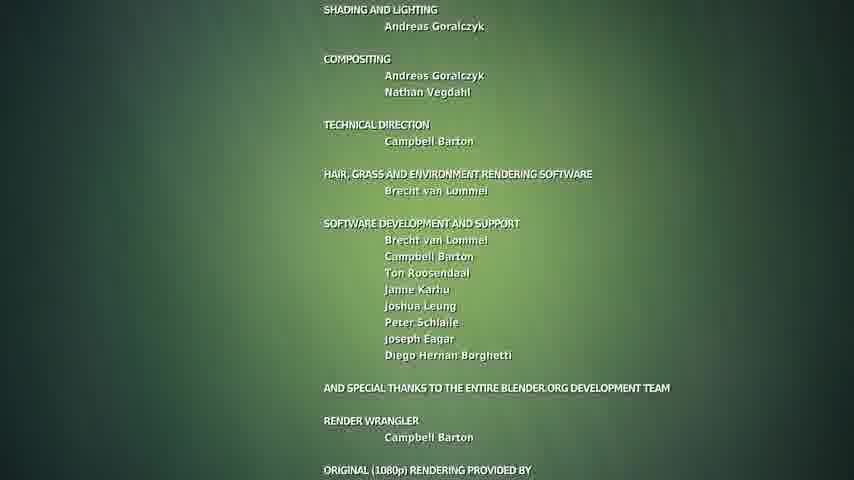 SHADING AND LIGHTING
Andreas Goralczyk
COMPOSITING
Andreas Goralczyk
Nathan Vegdahl
TECHNICAL DIRECTION
Campbell Barton
HAIR, GRASS AND ENVIRONMENT RENDERING SOFTWARE
Brecht van Lommel
SOFTWARE DEVELOPMENT AND SUPPORT
Brecht van Lommel
Campbell Barton
Ton Roosendaal
Janne Karhu
Joshua Leung
Peter Schlaile
Joseph Eagar
Diego Hernan Borghetti
AND SPECIAL THANKS TO THE ENTIRE BLENDER.ORG DEVELOPMENT TEAM
RENDER WRANGLER
Campbell Barton
ORIGINAL (1080p) RENDERING PROVIDED BY